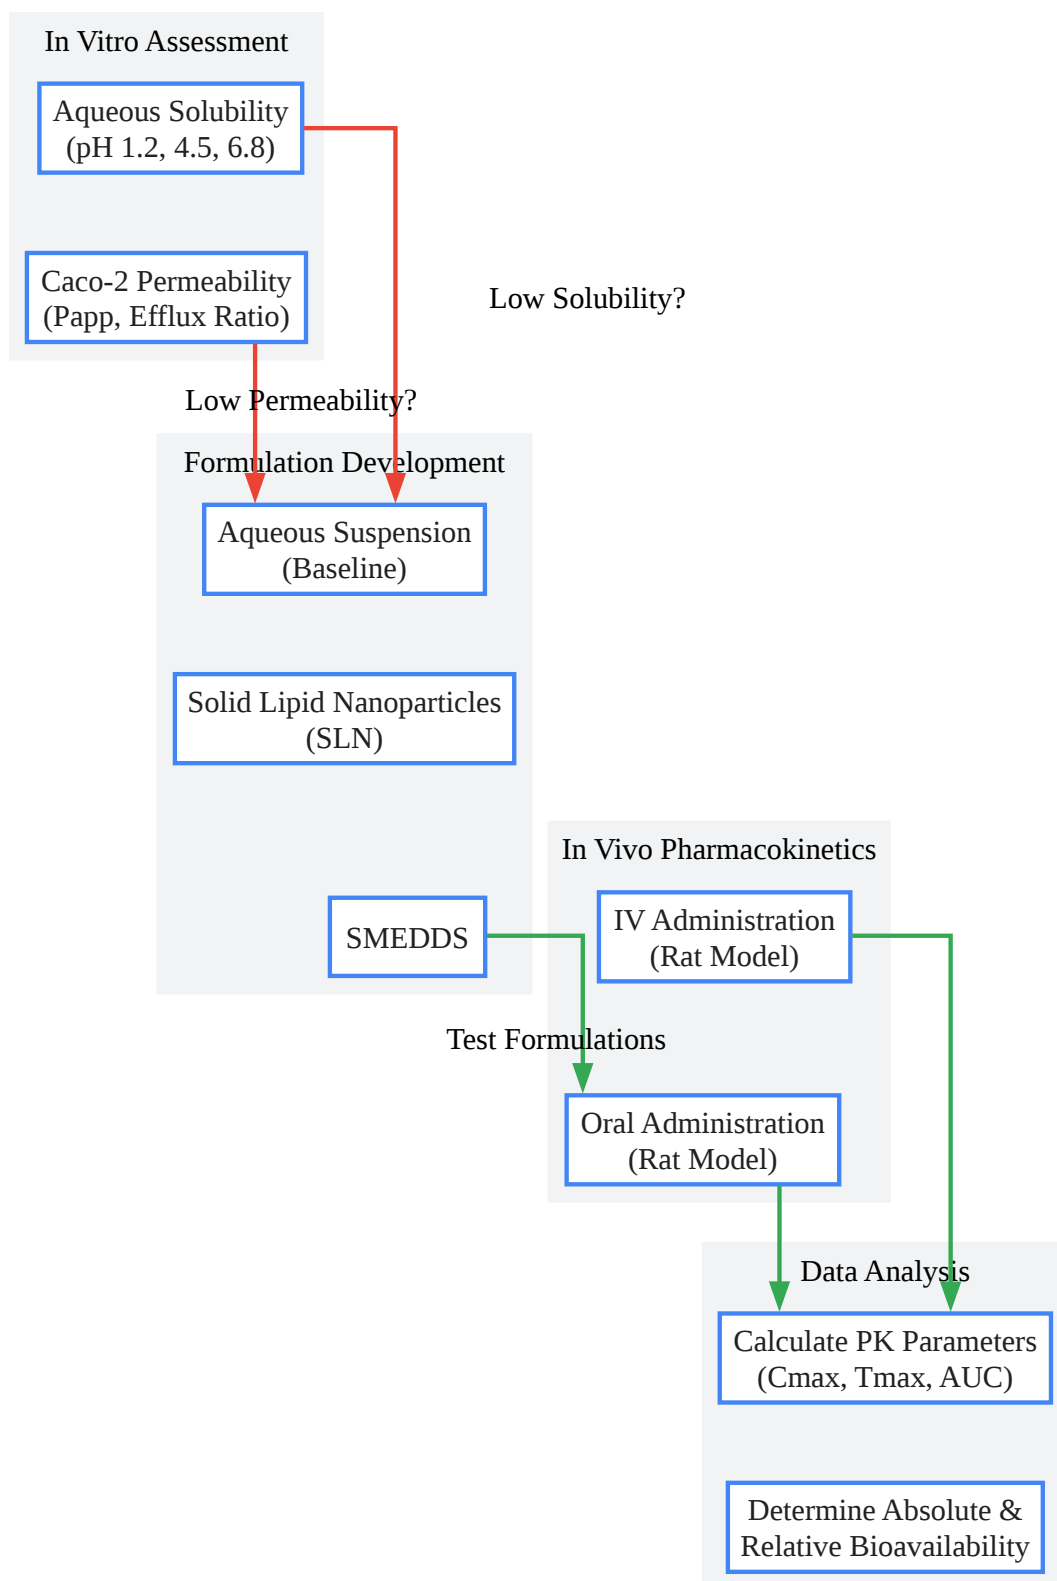 In Vitro Assessment
Aqueous Solubility
(pH 1.2, 4.5, 6.8)
Caco-2 Permeability
(Papp, Efflux Ratio)
Low Solubility?
Low Permeability?
Formulation Development
Aqueous Suspension
(Baseline)
Solid Lipid Nanoparticles
(SLN)
SMEDDS
In Vivo Pharmacokinetics
IV Administration
(Rat Model)
Test Formulations
Oral Administration
(Rat Model)
Data Analysis
Calculate PK Parameters
(Cmax, Tmax, AUC)
Determine Absolute &
Relative Bioavailability